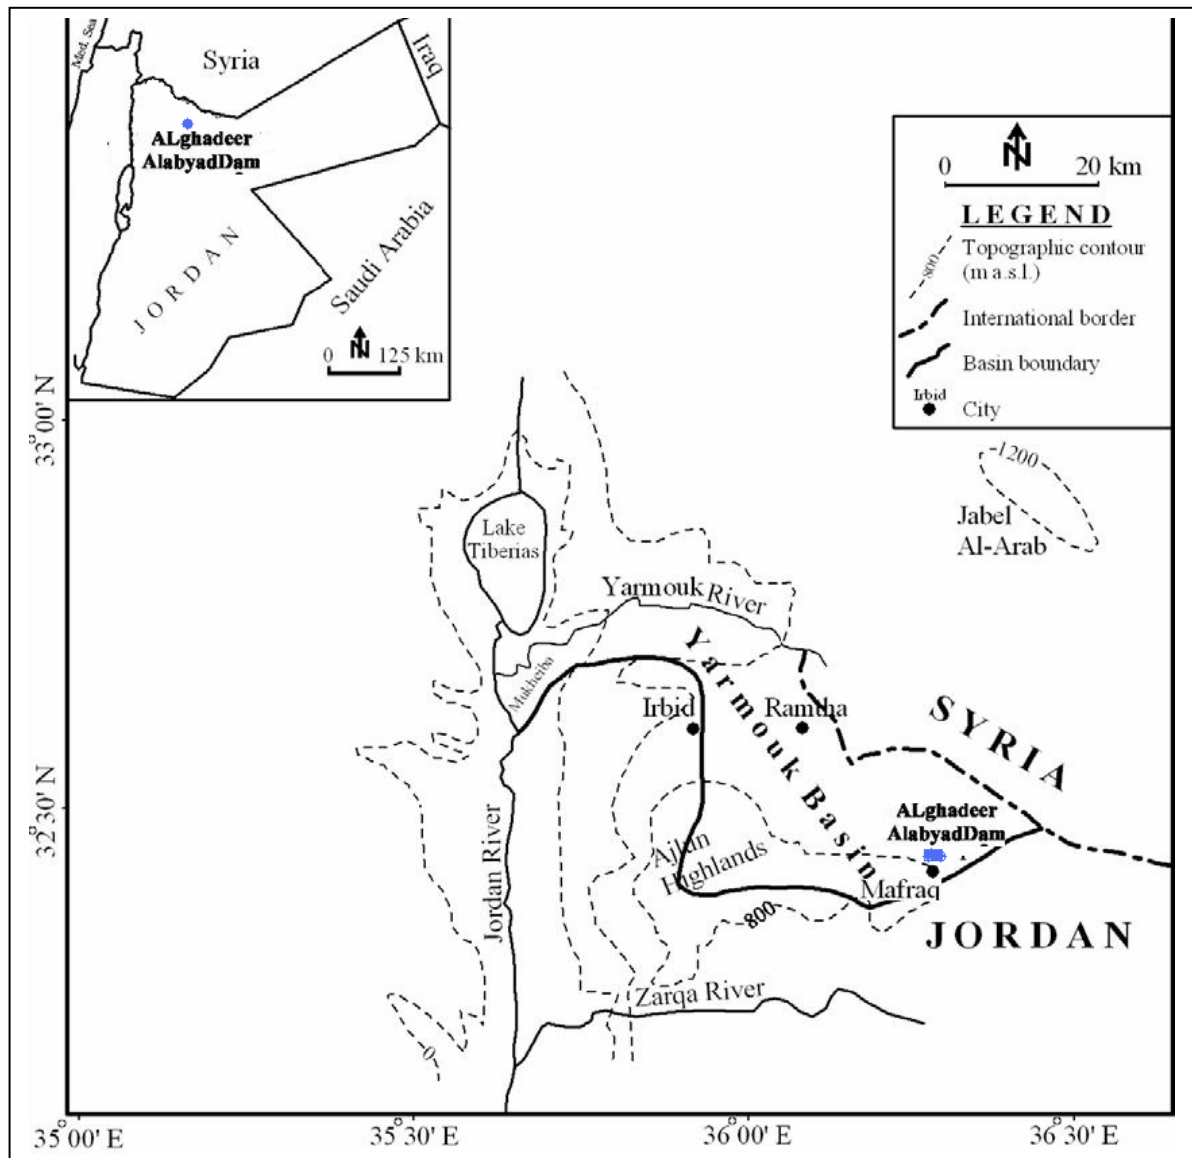 Med. Sea
Syria
Iraq
ALghadeer
AlabyadDam
JORDAN
Saudi Arabia
N
0 125 km
N
0 20 km
LEGEND
800
Topographic contour
(m a.s.l.)
International border
Basin boundary
Irbid
City
33°00' N
-1200
Jabel
Al-Arab
Lake
Tiberias
Yarmouk River
Mukheiba
Yarmouk Basin
Irbid
Ramtha
SYRIA
32°30' N
ALghadeer
AlabyadDam
Jordan River
Ajlun
Highlands
Mafraq
800
JORDAN
Zarqa River
0
35°00' E
35°30' E
36°00' E
36°30' E